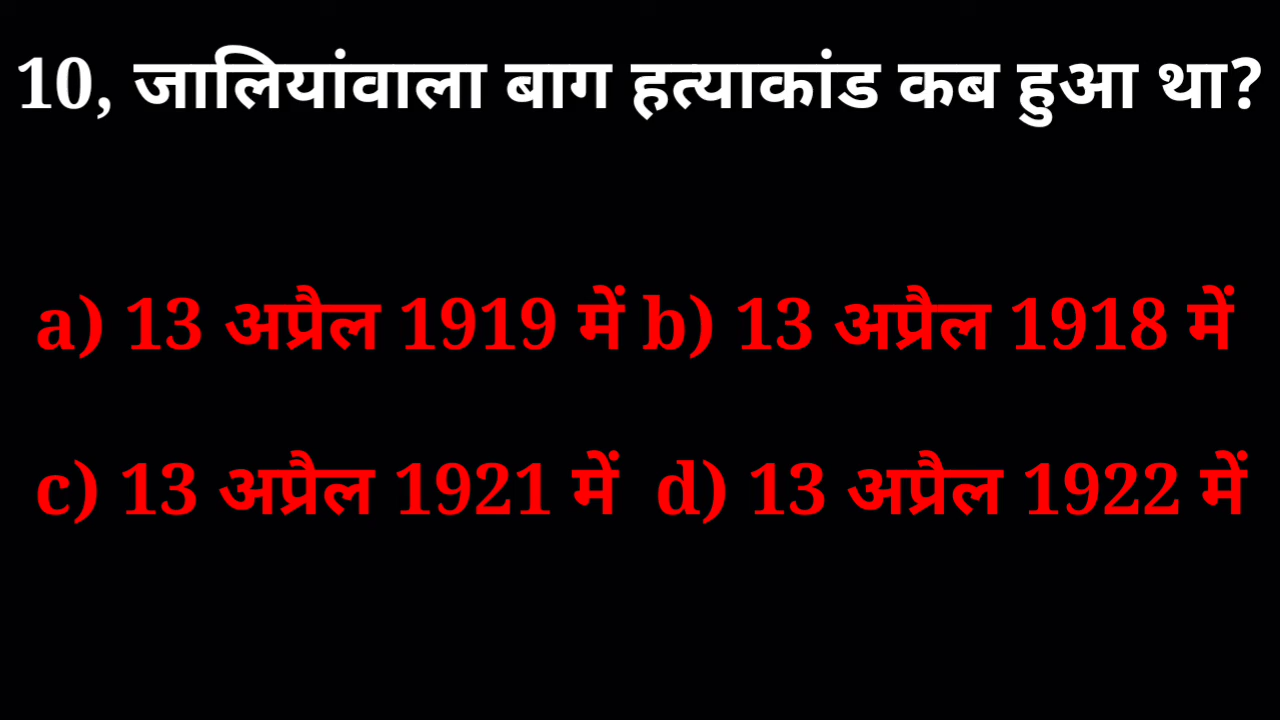 10, जालियांवाला बाग हत्याकांड कब हुआ था?
a) 13 अप्रैल 1919 में b) 13 अप्रैल 1918 में
c) 13 अप्रैल 1921 में d) 13 अप्रैल 1922 में